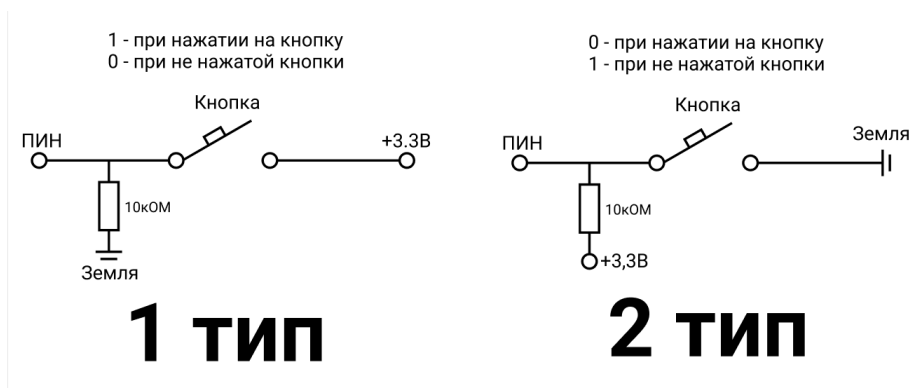 1 - при нажатии на кнопку
0 - при не нажатой кнопки
Кнопка
ПИН
+3.3В
10кОМ
Земля
1 тип
0 - при нажатии на кнопку
1 - при не нажатой кнопки
Кнопка
ПИН
Земля
10кОМ
+3,3В
2 тип